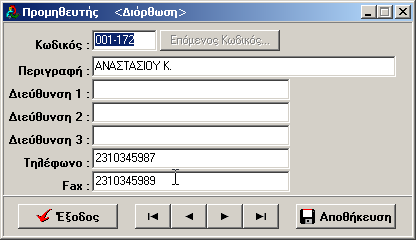 Προμηθευτής <Διόρθωση>
Κωδικός : 001-172 Επόμενος Κωδικός...
Περιγραφή : ΑΝΑΣΤΑΣΙΟΥ Κ.
Διεύθυνση 1 :
Διεύθυνση 2 :
Διεύθυνση 3 :
Τηλέφωνο : 2310345987
Fax : 2310345989
Έξοδος Αποθήκευση